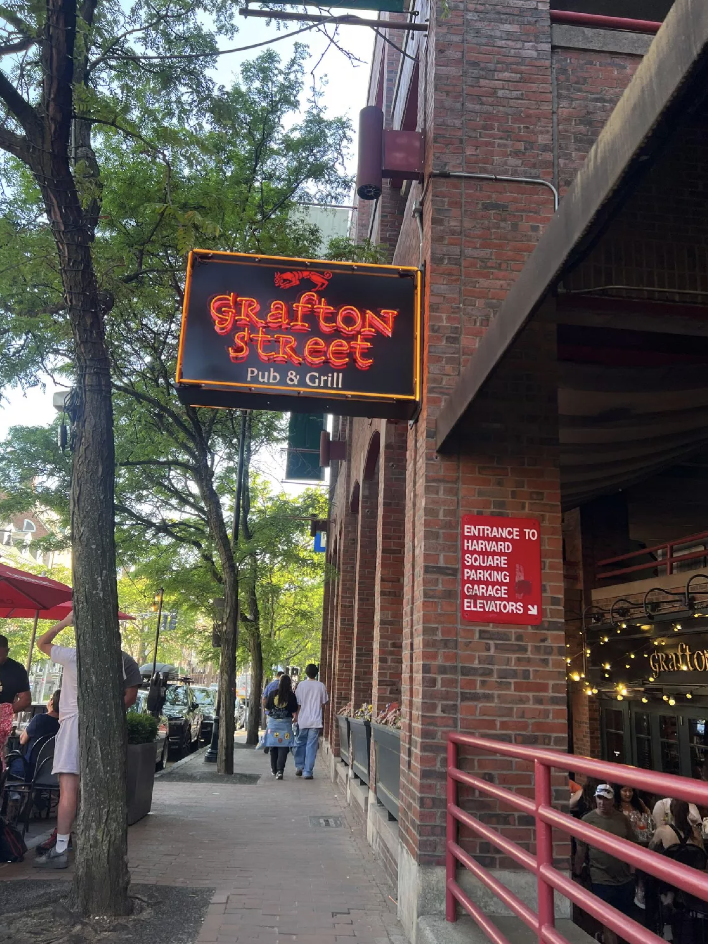 Grafton
Street
Pub & Grill
ENTRANCE TO
HARVARD
SQUARE
PARKING
GARAGE
ELEVATORS ↘
grafton